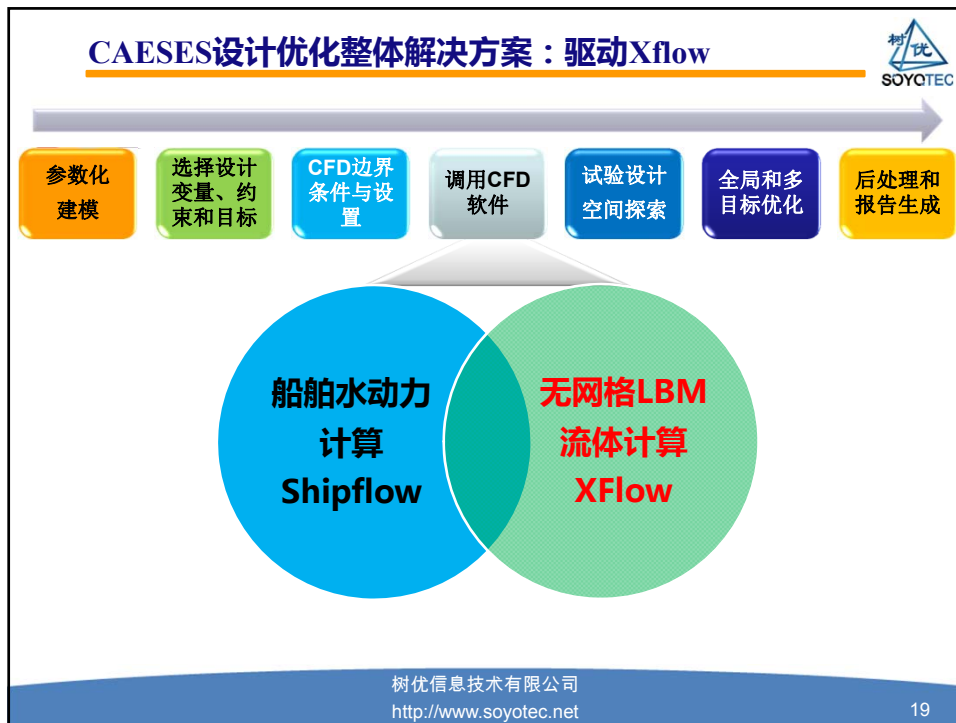 CAESES设计优化整体解决方案：驱动Xflow
树优
SOYOTEC
参数化
建模
选择设计
变量、约
束和目标
CFD边界
条件与设
置
调用CFD
软件
试验设计
空间探索
全局和多
目标优化
后处理和
报告生成
船舶水动力
计算
Shipflow
无网格LBM
流体计算
XFlow
树优信息技术有限公司
http://www.soyotec.net
19